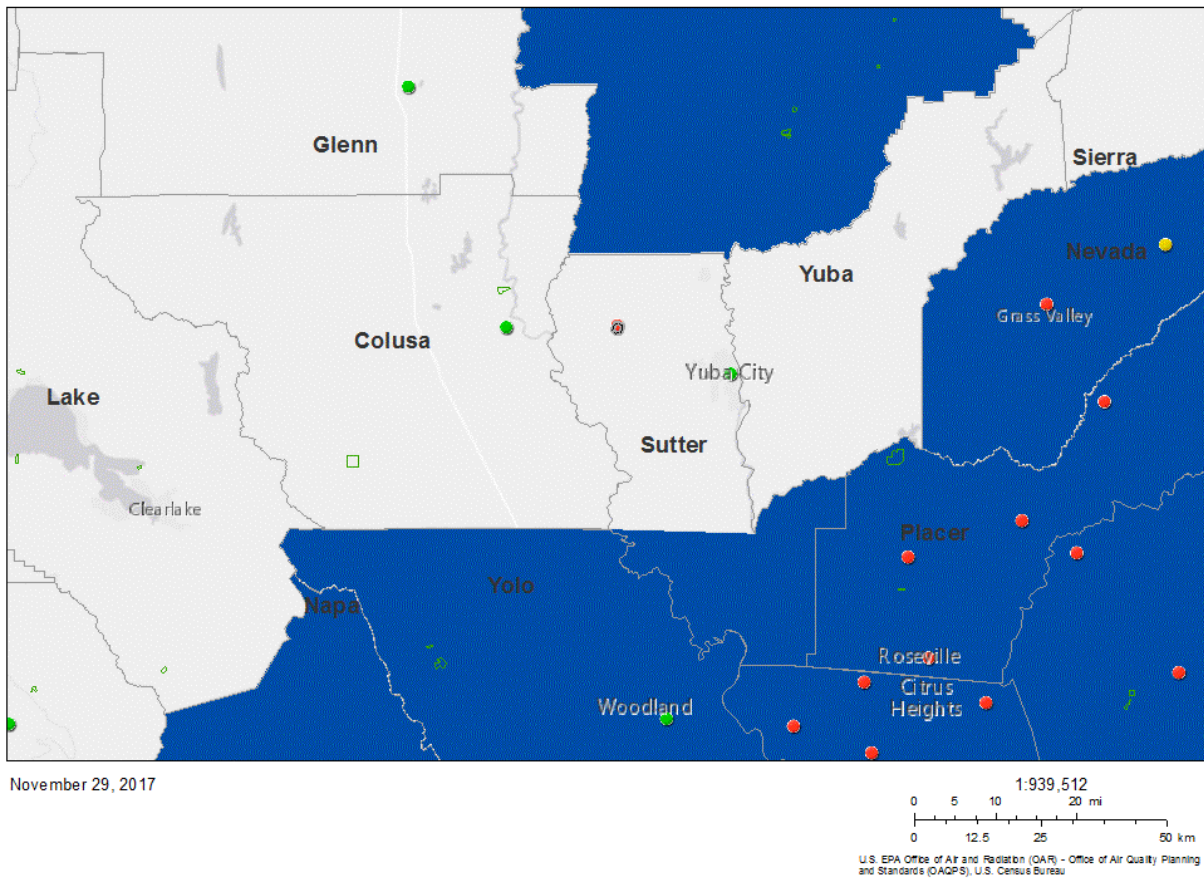 Glenn
Sierra
Nevada
Yuba
Grass Valley
Colusa
Yuba City
Lake
Sutter
Clearlake
Placer
Yolo
Napa
Roseville
Citrus
Heights
Woodland
November 29, 2017
1:939,512
0 5 10 20 mi
0 12.5 25 50 km
U.S. EPA Office of Air and Radiation (OAR) - Office of Air Quality Planning
and Standards (OAQPS), U.S. Census Bureau